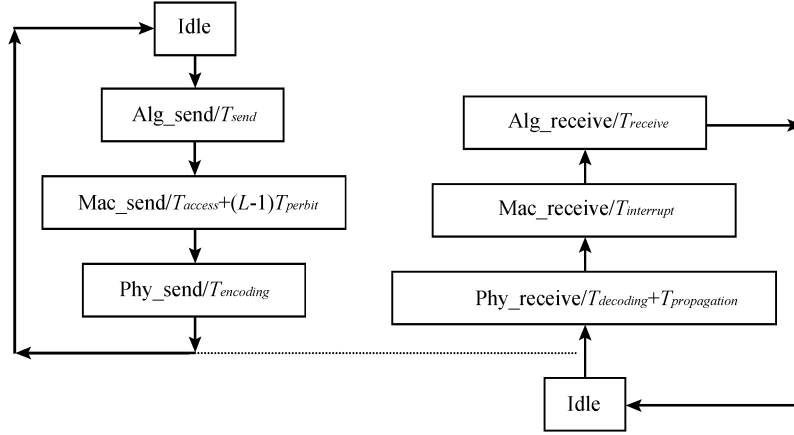 Idle
Alg_send/Tsend
Mac_send/Taccess+(L-1)Tperbit
Phy_send/Tencoding
Alg_receive/Treceive
Mac_receive/Tinterrupt
Phy_receive/Tdecoding+Tpropagation
Idle